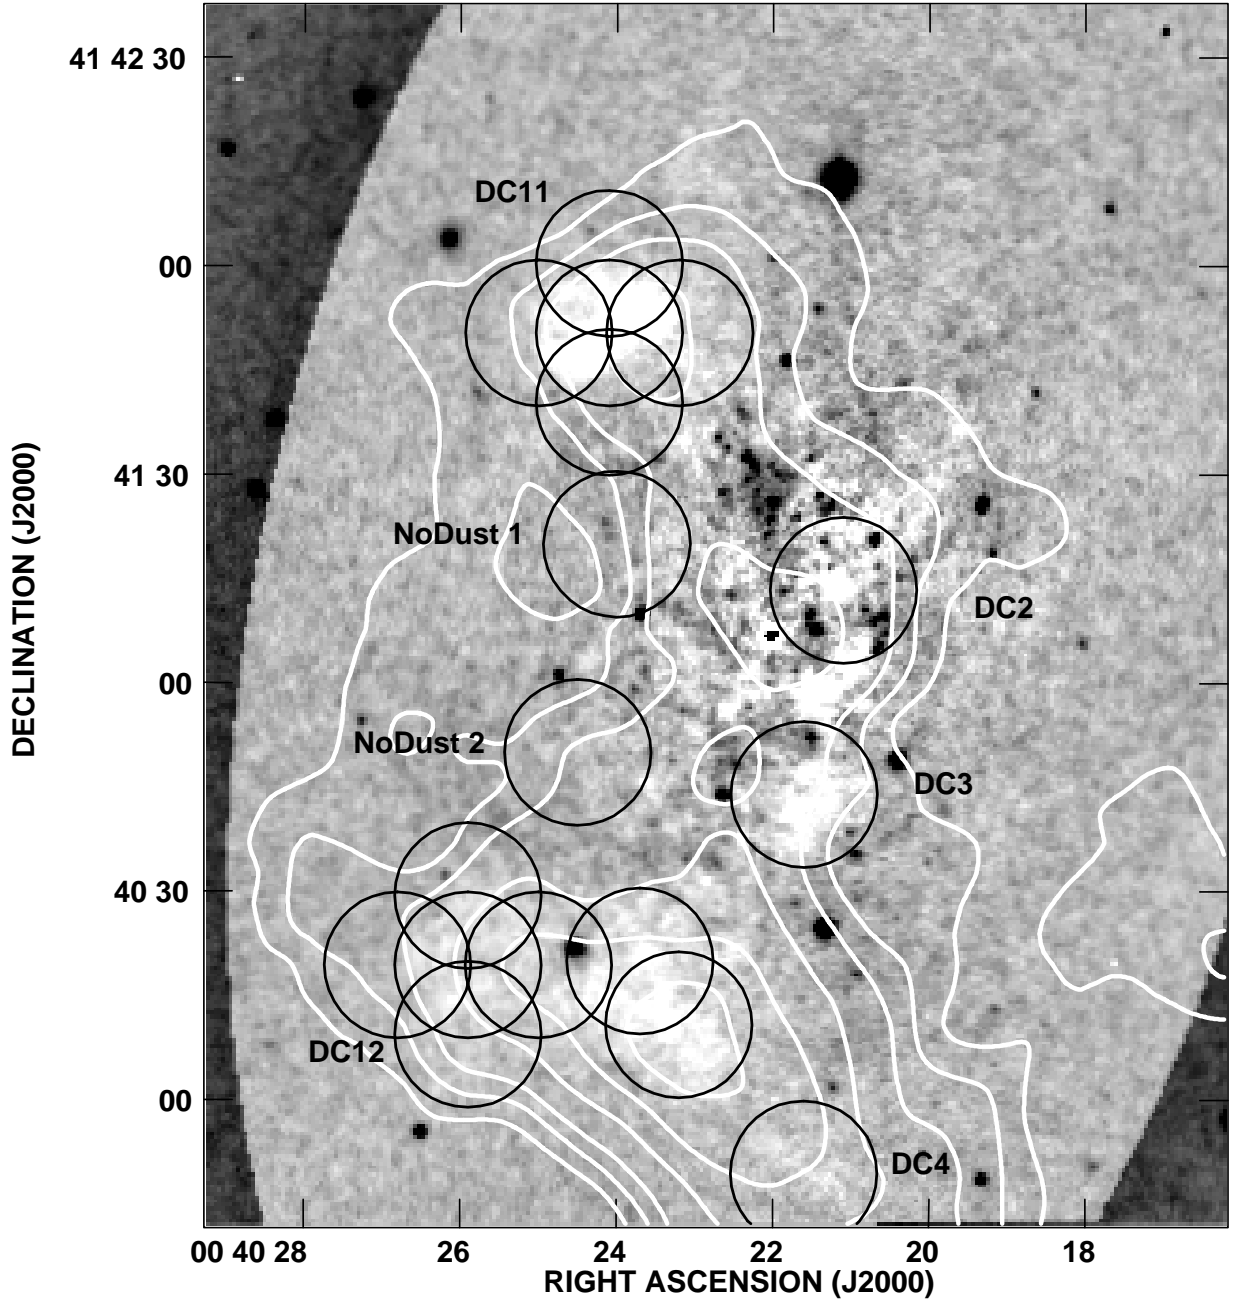 41 42 30
DC11
00
41 30
NoDust 1
DC2
00
NoDust 2
DC3
40 30
DC12
00
DC4
DECLINATION (J2000)
00 40 28 26 24 22 20 18
RIGHT ASCENSION (J2000)